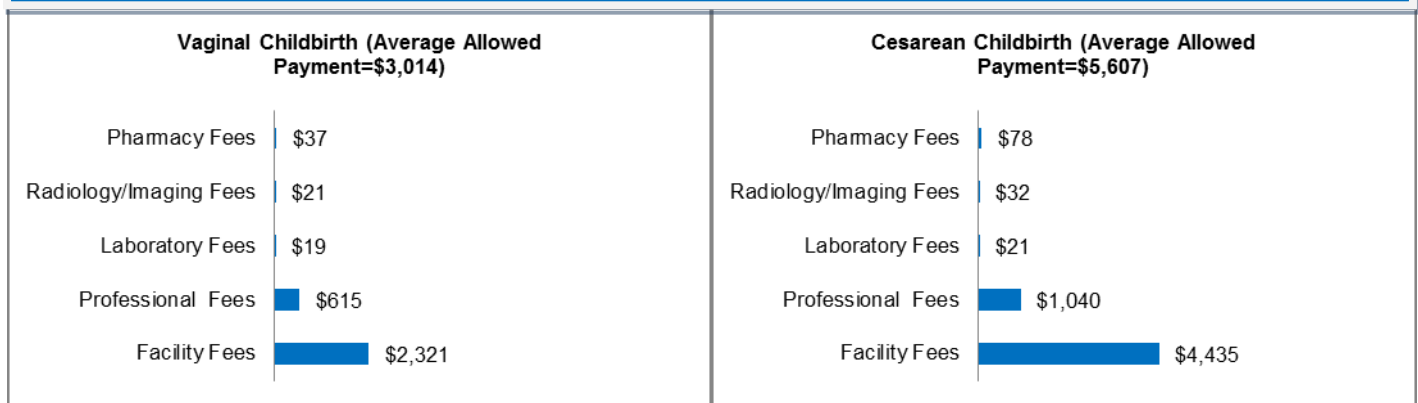 Vaginal Childbirth (Average Allowed
Payment=$3,014)
Pharmacy Fees $37
Radiology/Imaging Fees $21
Laboratory Fees $19
Professional Fees $615
Facility Fees $2,321
Cesarean Childbirth (Average Allowed
Payment=$5,607)
Pharmacy Fees $78
Radiology/Imaging Fees $32
Laboratory Fees $21
Professional Fees $1,040
Facility Fees $4,435